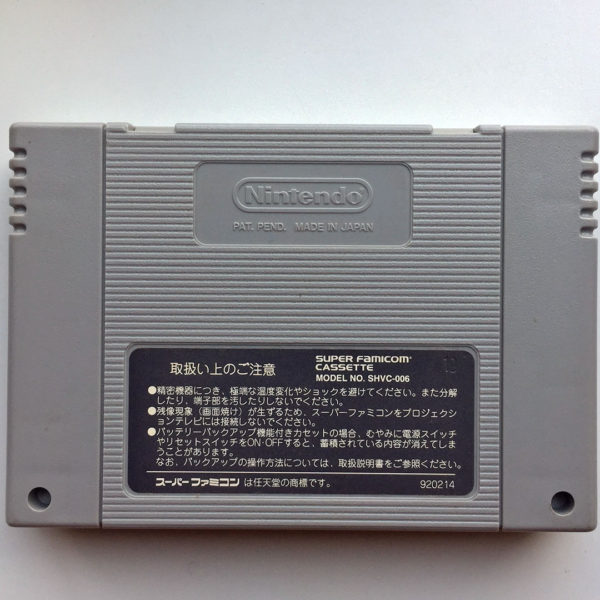 Nintendo
PAT. PEND. MADE IN JAPAN
取扱い上のご注意
SUPER FAMICOM
CASSETTE
MODEL NO. SHVC-006
●精密機器につき、極端な温度変化やショックを避けてください。また分解
したり、端子部を汚したりしないでください。
●残像現象（画面焼け）が生ずるため、スーパーファミコンをプロジェクシ
ョンテレビには接続しないでください。
●バッテリーバックアップ機能付きカセットの場合、むやみに電源スイッチ
やリセットスイッチをON・OFFすると、蓄積されている内容が消えてしま
うことがあります。
なお、バックアップの操作方法については、取扱説明書をご参照ください。
スーパーファミコン は任天堂の商標です。
920214